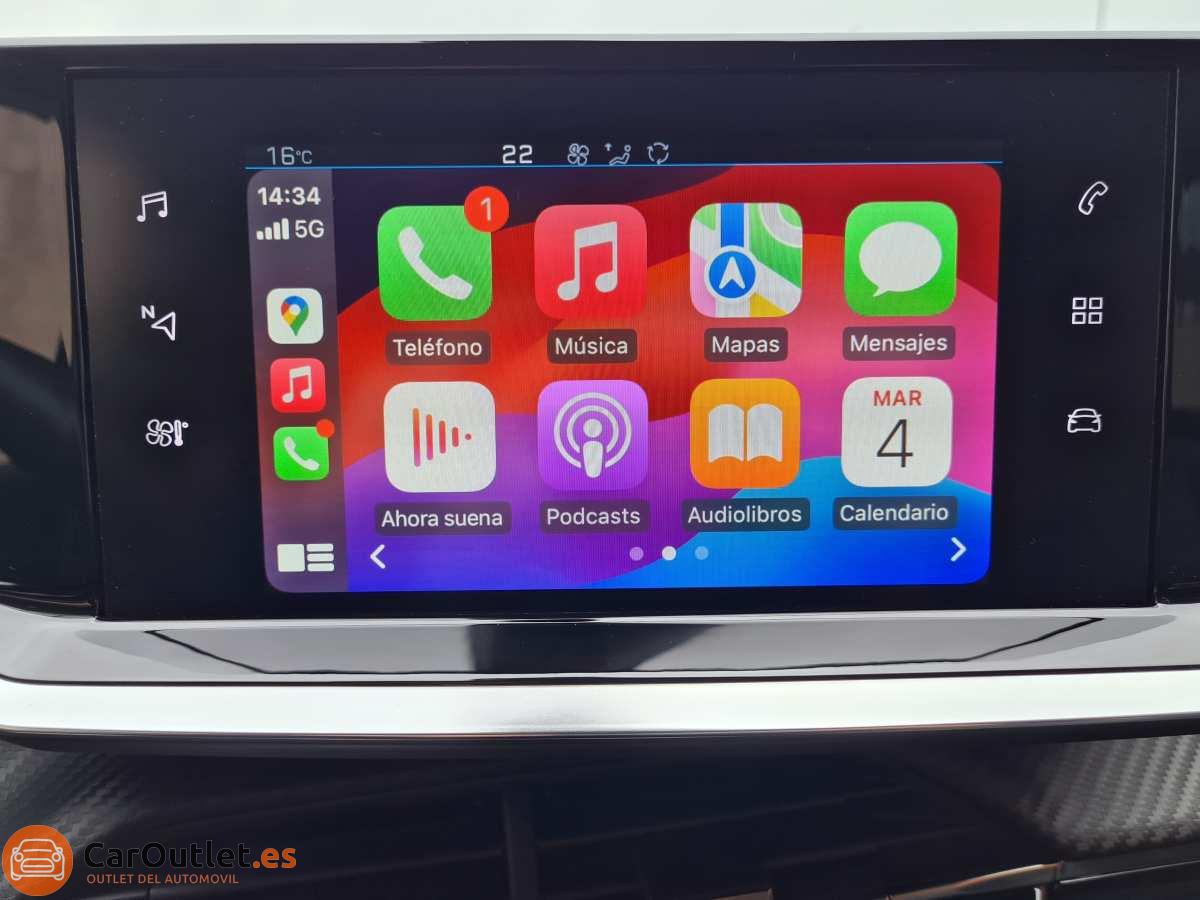 16°C 22
14:34
5G
1
Teléfono Música Mapas Mensajes
N
MAR
4
Ahora suena Podcasts Audiolibros Calendario
CarOutlet.es
OUTLET DEL AUTOMOVIL